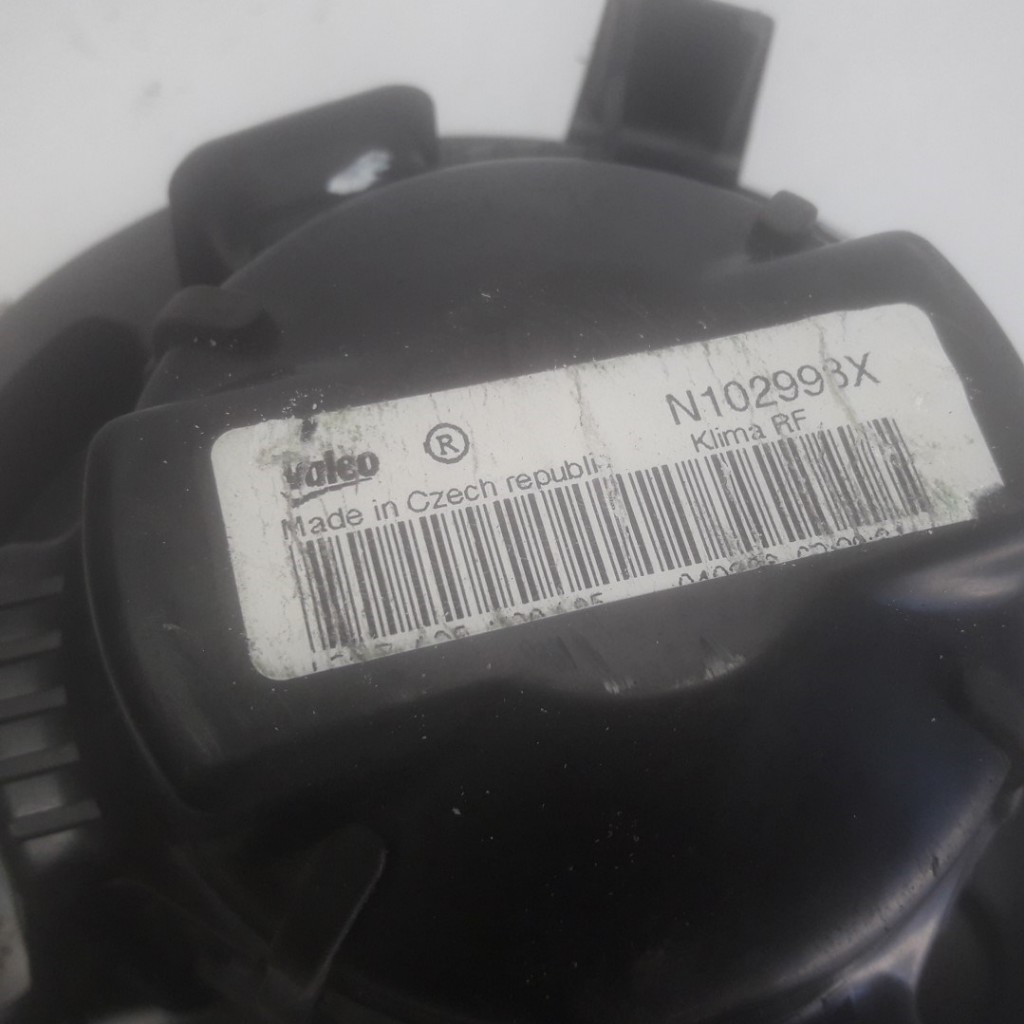 Valeo ®
N102993X
Klima RF
Made in Czech republi